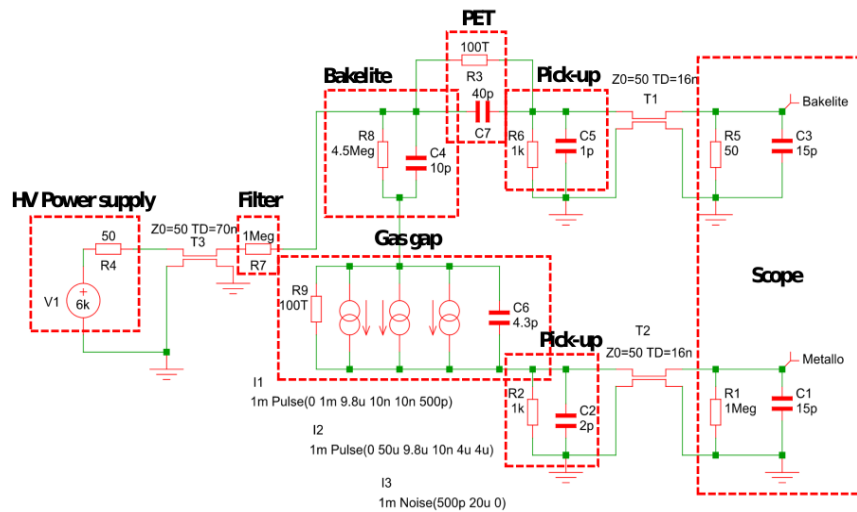 PET
100T
R3
40p
C7
Bakelite
R8
4.5Meg
C4
10p
Pick-up
R6
1k
C5
1p
Z0=50 TD=16n
T1
R5
50
C3
15p
Bakelite
HV Power supply
50
R4
V1
6k
Z0=50 TD=70n
T3
Filter
1Meg
R7
Gas gap
R9
100T
C6
4.3p
Scope
Pick-up
R2
1k
C2
2p
T2
Z0=50 TD=16n
R1
1Meg
C1
15p
Metallo
I1
1m Pulse(0 1m 9.8u 10n 10n 500p)
I2
1m Pulse(0 50u 9.8u 10n 4u 4u)
I3
1m Noise(500p 20u 0)